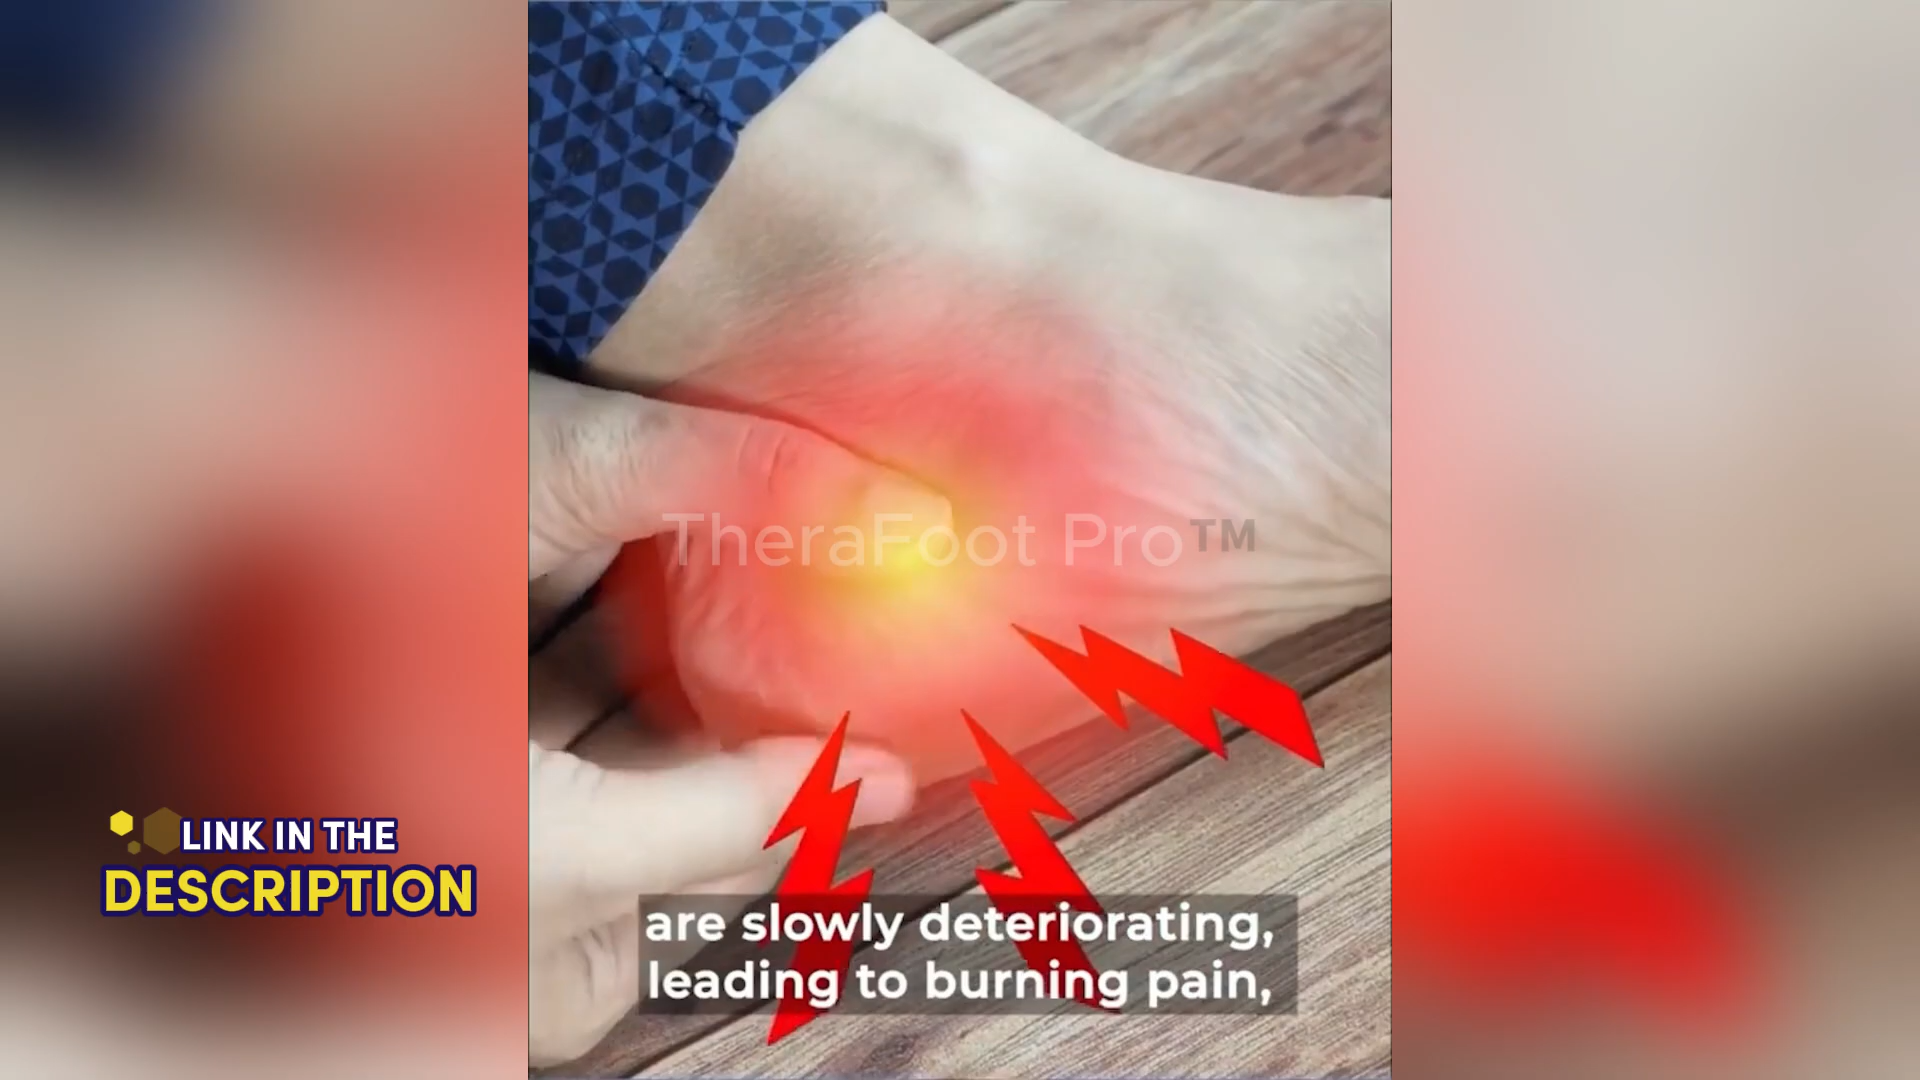 TheraFoot Pro™
LINK IN THE
DESCRIPTION
are slowly deteriorating,
leading to burning pain,